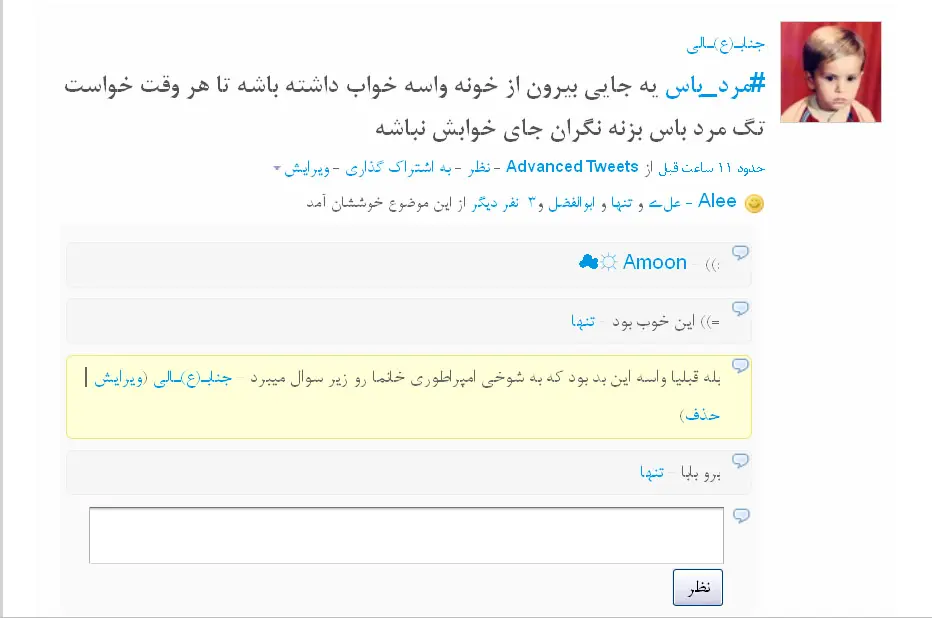 جنابـ(ع)ـالی
#مرد_باس یه جایی بیرون از خونه واسه خواب داشته باشه تا هر وقت خواست
تگ مرد باس بزنه نگران جای خوابش نباشه
حدود ۱۱ ساعت قبل از Advanced Tweets - نظر - به اشتراک گذاری - ویرایش
Alee - علےے و تنها و ابوالفضل و۳ نفر دیگر از این موضوع خوششان آمد
:)) - Amoon
=)) این خوب بود - تنها
بله قبلیا واسه این بد بود که به شوخی امپراطوری خانما رو زیر سوال میبرد - جنابـ(ع)ـالی (ویرایش |
حذف)
برو بابا - تنها
نظر